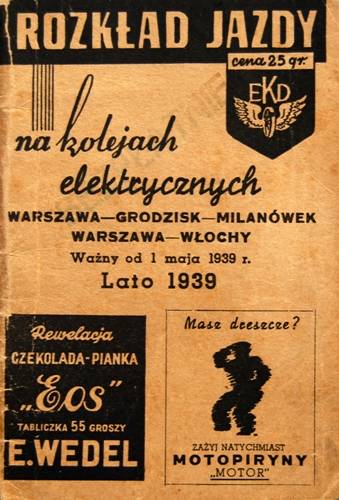 ROZKŁAD JAZDY
cena 25 gr.
EKD
na kolejach
elektrycznych
WARSZAWA—GRODZISK—MILANÓWEK
WARSZAWA—WŁOCHY
Ważny od 1 maja 1939 r.
Lato 1939
Rewelacja
CZEKOLADA-PIANKA
„Eos"
TABLICZKA 55 GROSZY
E.WEDEL
Masz dreszcze?
ZAŻYJ NATYCHMIAST
MOTOPIRYNY
„MOTOR"